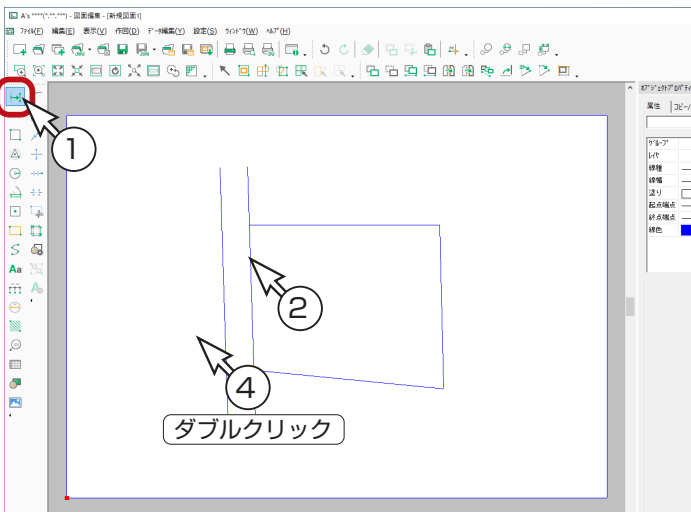 A's ****(*.**.***) - 図面編集 - [新規図面1]
ファイル(F) 編集(E) 表示(V) 作図(D) データ編集(Y) 設定(S) ウィンドウ(W) ヘルプ(H)
オブジェクトプロパティ
属性 コピー
1
グループ
レイヤ
線種
線幅
塗り
起点端点
終点端点
線色
Aa
2
4
ダブルクリック